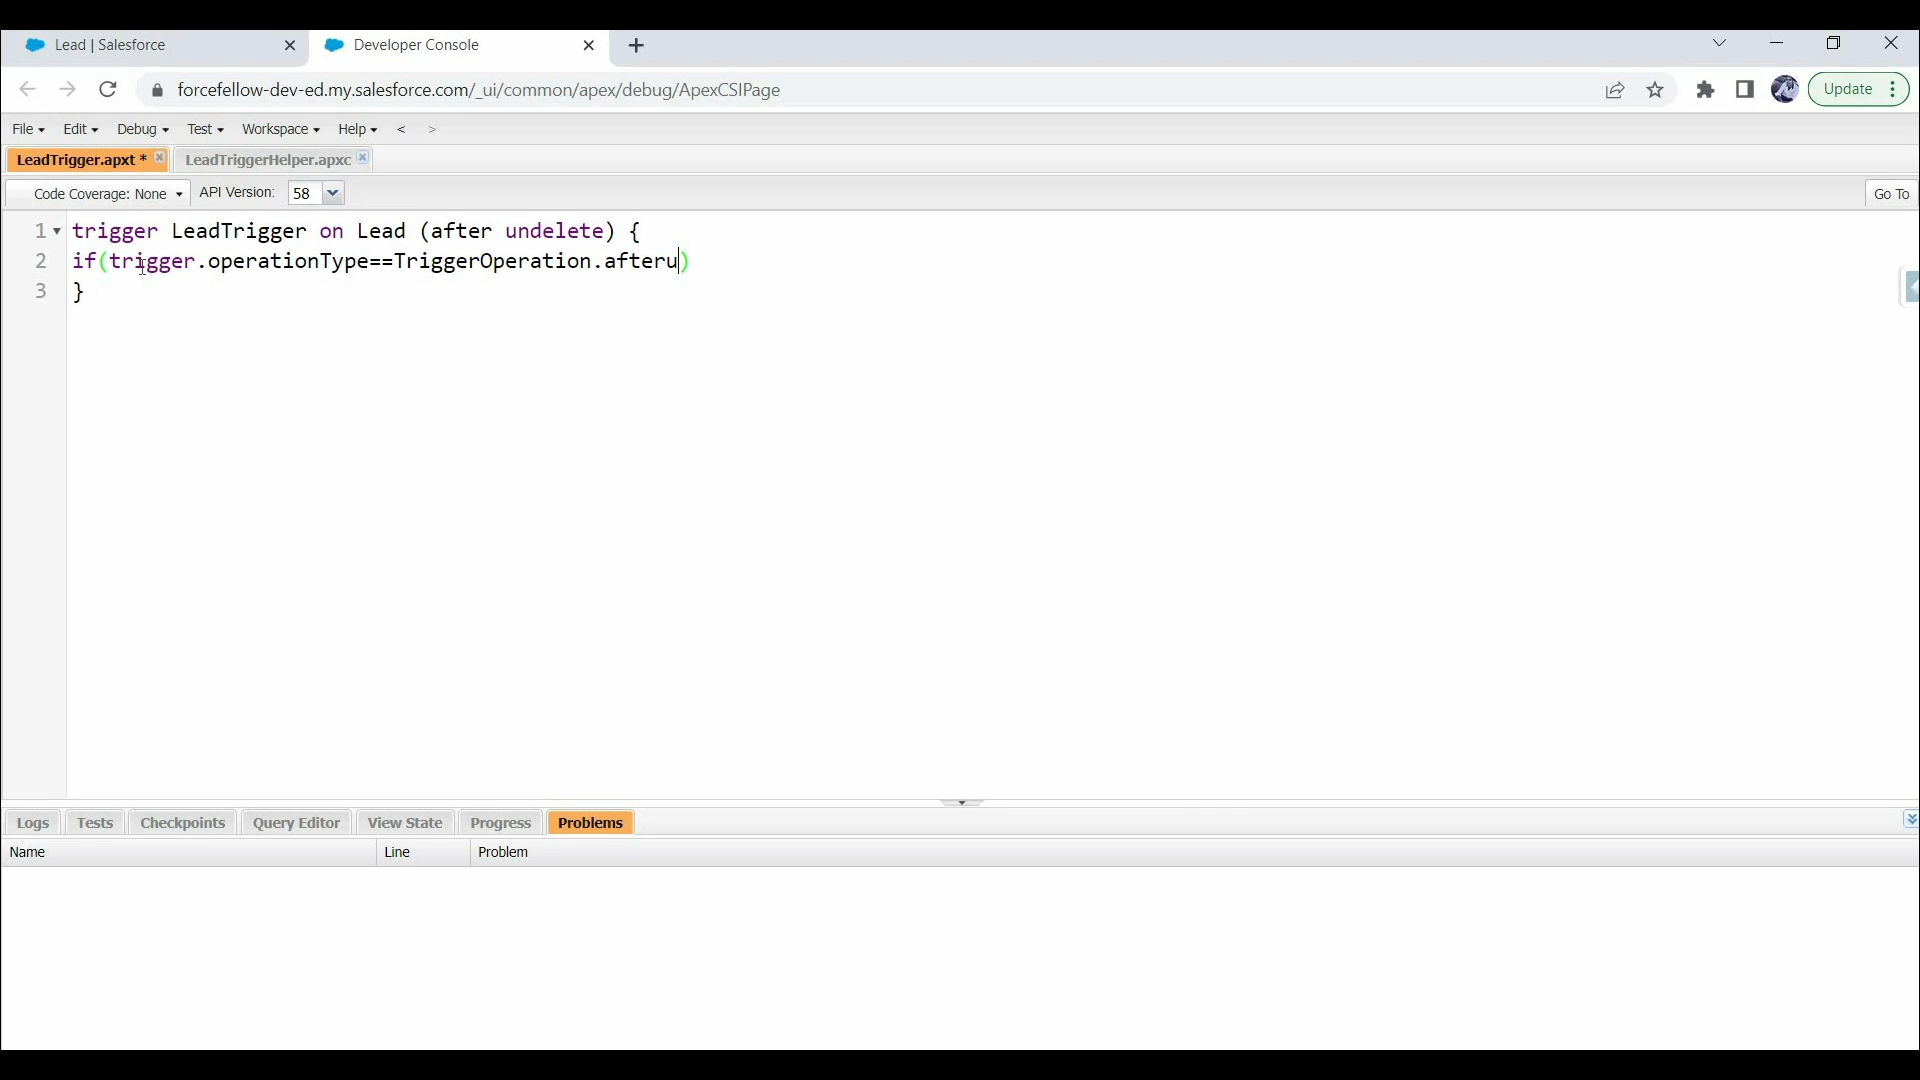 Lead | Salesforce
Developer Console
forcefellow-dev-ed.my.salesforce.com/_ui/common/apex/debug/ApexCSIPage
Update
File Edit Debug Test Workspace Help < >
LeadTrigger.apxt * LeadTriggerHelper.apxc
Code Coverage: None API Version: 58 Go To
1 trigger LeadTrigger on Lead (after undelete) {
2 if(trigger.operationType==TriggerOperation.afteru)
3 }
Logs Tests Checkpoints Query Editor View State Progress Problems
Name Line Problem